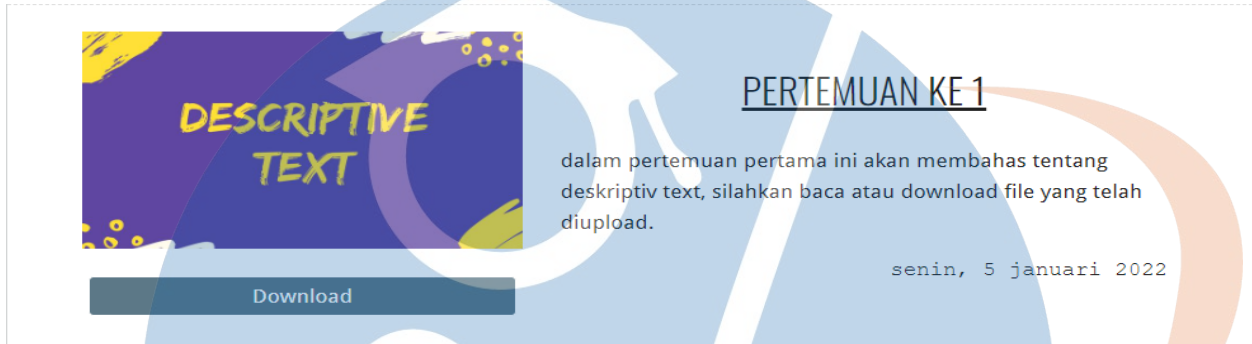 DESCRIPTIVE
TEXT
Download
PERTEMUAN KE 1
dalam pertemuan pertama ini akan membahas tentang
deskriptiv text, silahkan baca atau download file yang telah
diupload.
senin, 5 januari 2022